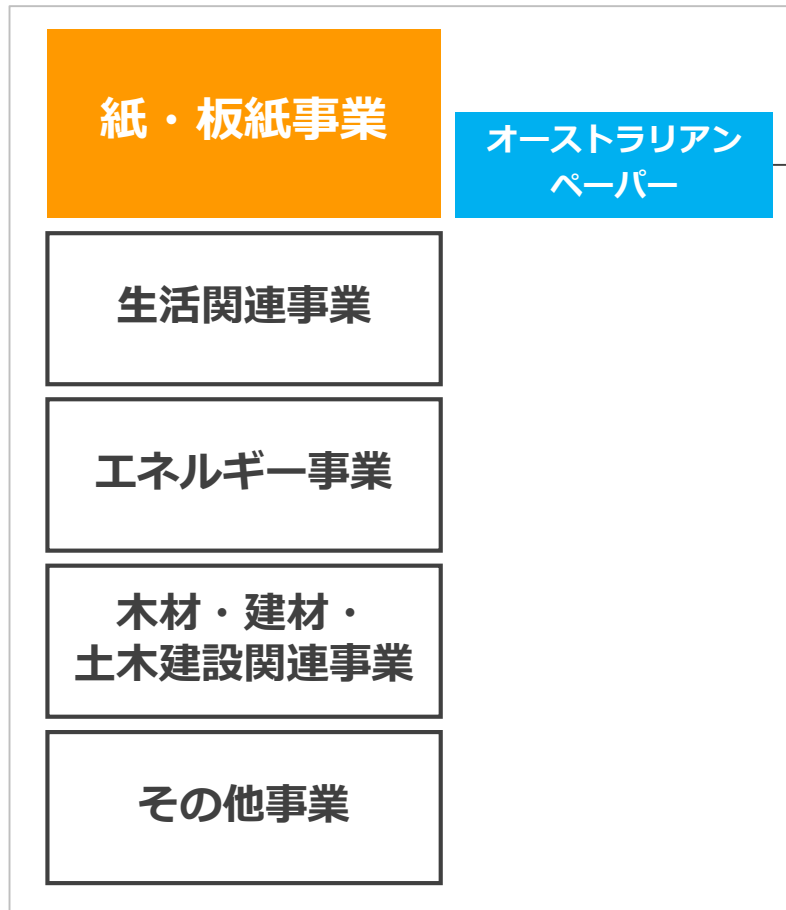 紙・板紙事業
オーストラリアン
ペーパー
生活関連事業
エネルギー事業
木材・建材・
土木建設関連事業
その他事業